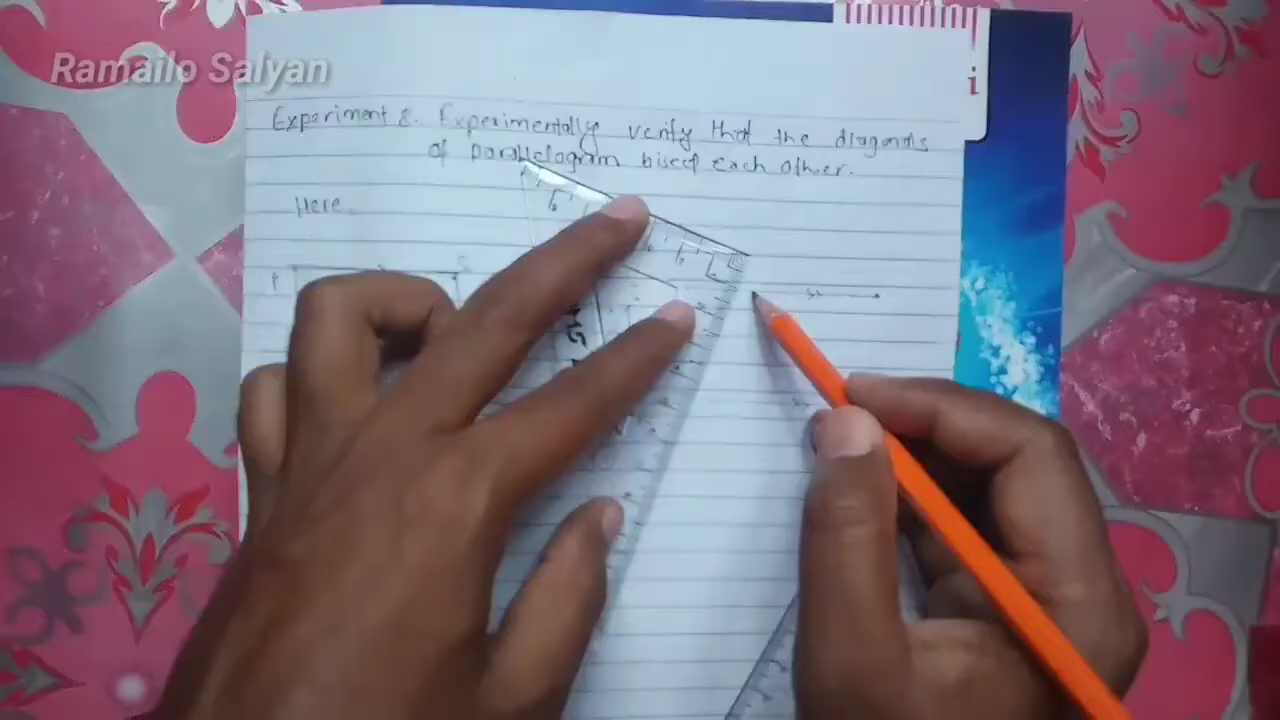 Ramailo Salyan
i
Experiment 8. Experimentally verify that the diagonals
of parallelogram bisect each other.
Here,
P S